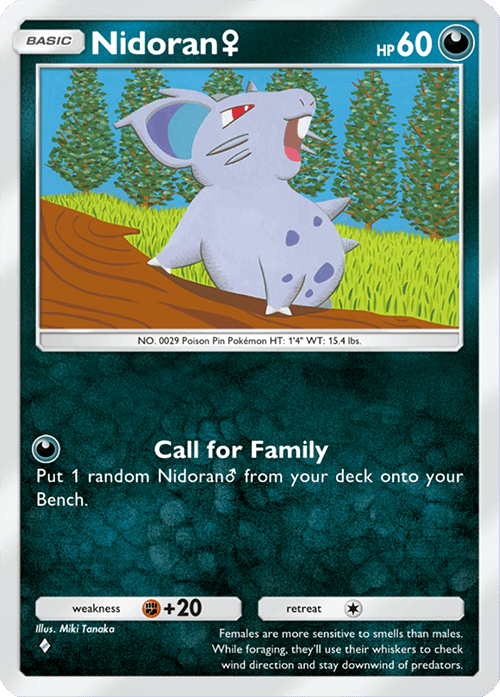 BASIC Nidoran♀ HP 60
NO. 0029 Poison Pin Pokémon HT: 1'4" WT: 15.4 lbs.
Call for Family
Put 1 random Nidoran♂ from your deck onto your
Bench.
weakness +20 retreat
Illus. Miki Tanaka
Females are more sensitive to smells than males.
While foraging, they'll use their whiskers to check
wind direction and stay downwind of predators.